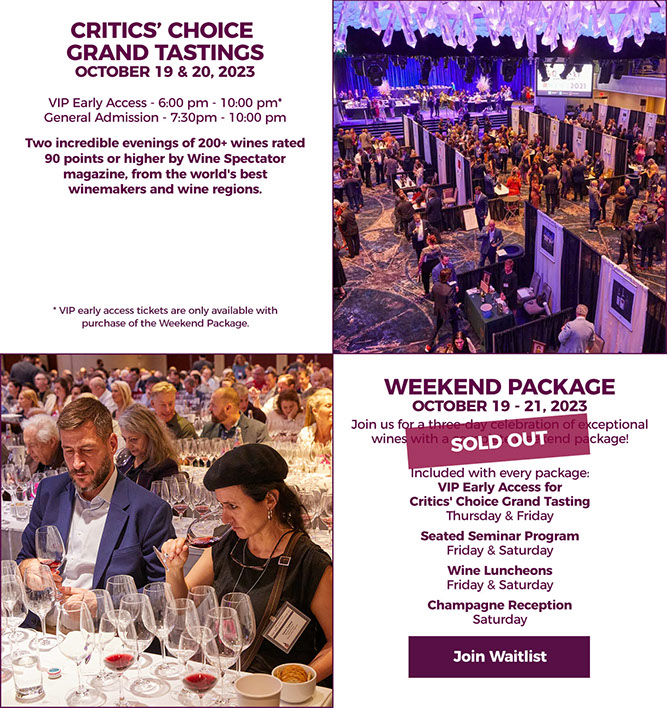 CRITICS' CHOICE
GRAND TASTINGS
OCTOBER 19 & 20, 2023
VIP Early Access - 6:00 pm - 10:00 pm*
General Admission - 7:30pm - 10:00 pm
Two incredible evenings of 200+ wines rated
90 points or higher by Wine Spectator
magazine, from the world's best
winemakers and wine regions.
* VIP early access tickets are only available with
purchase of the Weekend Package.
2021
WEEKEND PACKAGE
OCTOBER 19 - 21, 2023
Join us for a three-day celebration of exceptional
wines with a end package!
SOLD OUT
Included with every package:
VIP Early Access for
Critics' Choice Grand Tasting
Thursday & Friday
Seated Seminar Program
Friday & Saturday
Wine Luncheons
Friday & Saturday
Champagne Reception
Saturday
Join Waitlist